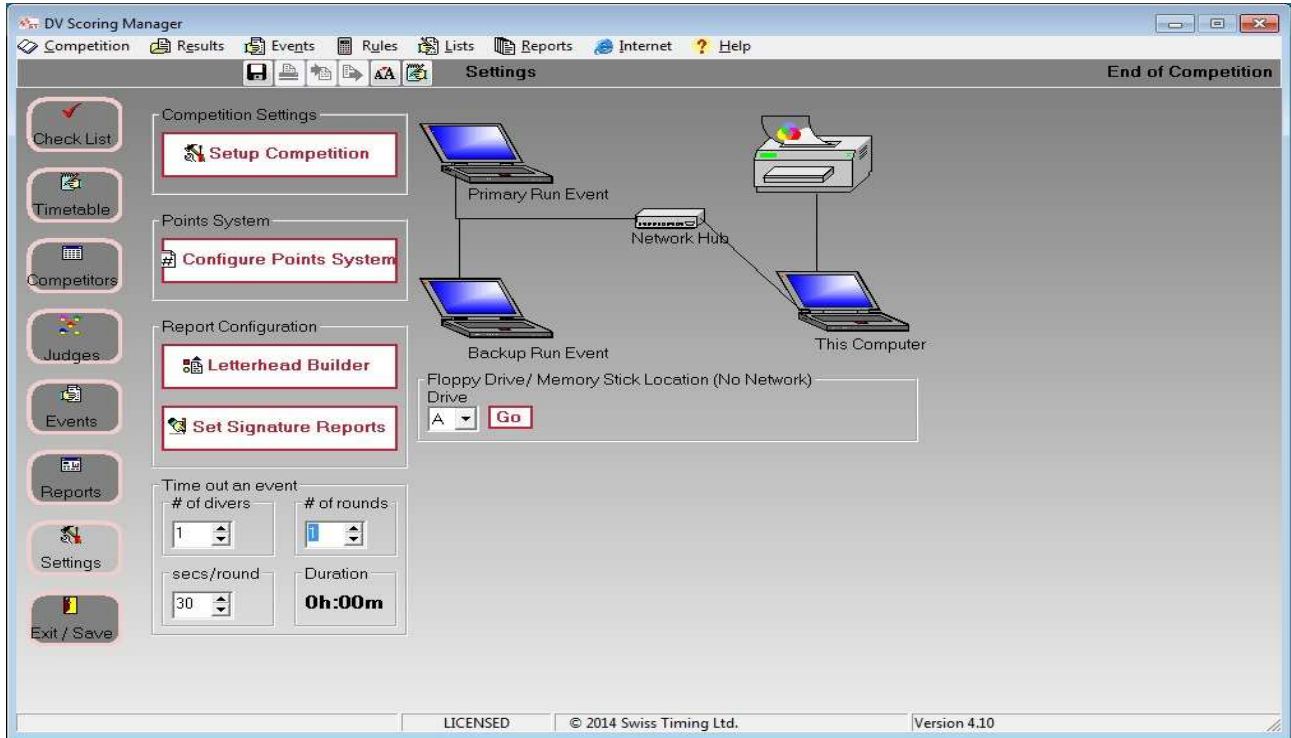 DV Scoring Manager
Competition Results Events Rules Lists Reports Internet ? Help
AA Settings End of Competition
Check List
Timetable
Competitors
Judges
Events
Reports
Settings
Exit / Save
Competition Settings
Setup Competition
Points System
# Configure Points System
Report Configuration
Letterhead Builder
Set Signature Reports
Time out an event
# of divers # of rounds
1 1
secs/round Duration
30 0h:00m
Primary Run Event
Network Hub
Backup Run Event
This Computer
Floppy Drive/ Memory Stick Location (No Network)
Drive
A Go
LICENSED © 2014 Swiss Timing Ltd. Version 4.10